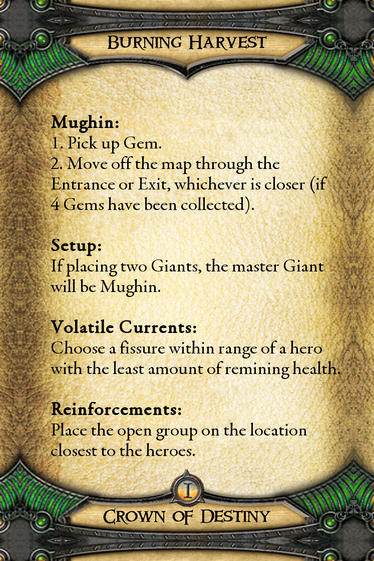 Burning Harvest
Mughin:
1. Pick up Gem.
2. Move off the map through the
Entrance or Exit, whichever is closer (if
4 Gems have been collected).
Setup:
If placing two Giants, the master Giant
will be Mughin.
Volatile Currents:
Choose a fissure within range of a hero
with the least amount of remining health.
Reinforcements:
Place the open group on the location
closest to the heroes.
I
Crown of Destiny